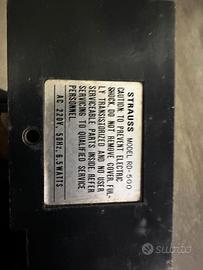 STRAUSS MODEL RD-500
CAUTION: TO PREVENT ELECTRIC
SHOCK, DO NOT REMOVE COVER. FUL-
LY TRANSISTORIZED AND NO USER
SERVICEABLE PARTS INSIDE. REFER
SERVICING TO QUALIFIED SERVICE
PERSONNEL.
AC 220V, 50Hz, 6.5 WATTS
subito